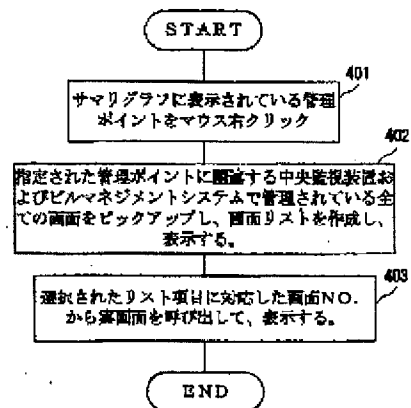 START
401
サマリグラフに表示されている管理
ポイントをマウス右クリック
402
指定された管理ポイントに関連する中央監視装置お
よびビルマネジメントシステムで管理されている全
ての画面をピックアップし、画面リストを作成し、
表示する。
403
選択されたリスト項目に対応した画面NO.
から画面を呼び出して、表示する。
END